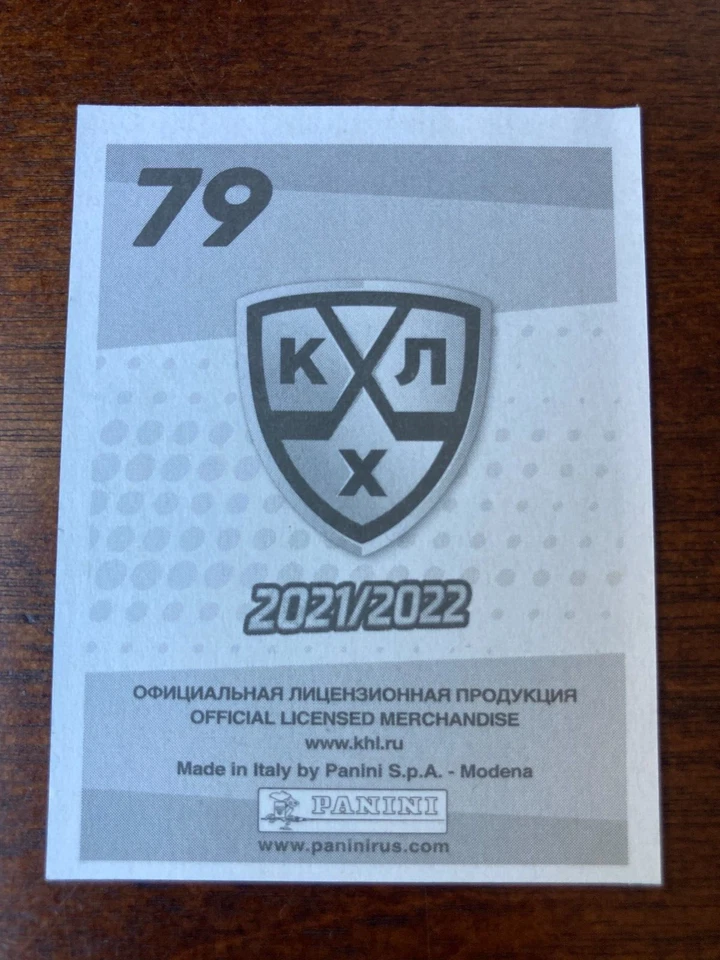 79
К Л
Х
2021/2022
ОФИЦИАЛЬНАЯ ЛИЦЕНЗИОННАЯ ПРОДУКЦИЯ
OFFICIAL LICENSED MERCHANDISE
www.khl.ru
Made in Italy by Panini S.p.A. - Modena
PANINI
www.paninirus.com